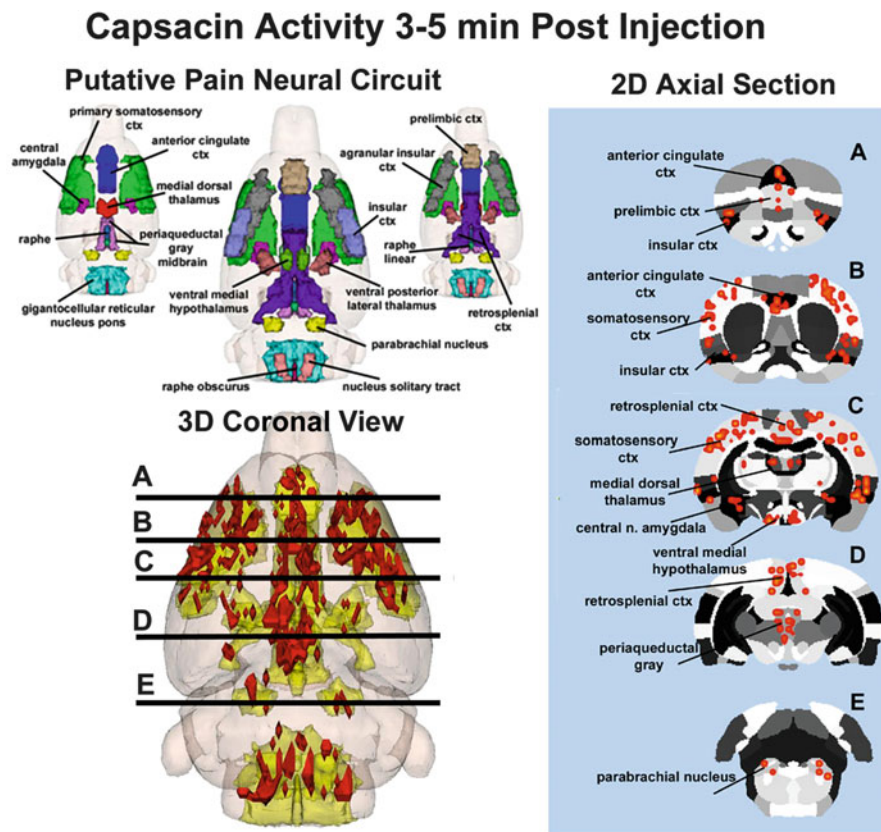 Capsacin Activity 3-5 min Post Injection
Putative Pain Neural Circuit
primary somatosensory
ctx
central
amygdala
anterior cingulate
ctx
medial dorsal
thalamus
raphe
periaqueductal
gray
midbrain
gigantocellular reticular
nucleus pons
prelimbic ctx
agranular insular
ctx
insular
ctx
raphe
linear
ventral medial
hypothalamus
ventral posterior
lateral thalamus
retrosplenial
ctx
parabrachial nucleus
raphe obscurus
nucleus solitary tract
3D Coronal View
A
B
C
D
E
2D Axial Section
A
anterior cingulate
ctx
prelimbic ctx
insular ctx
B
anterior cingulate
ctx
somatosensory
ctx
insular ctx
C
retrosplenial ctx
somatosensory
ctx
medial dorsal
thalamus
central n. amygdala
ventral medial
hypothalamus
D
retrosplenial ctx
periaqueductal
gray
E
parabrachial nucleus